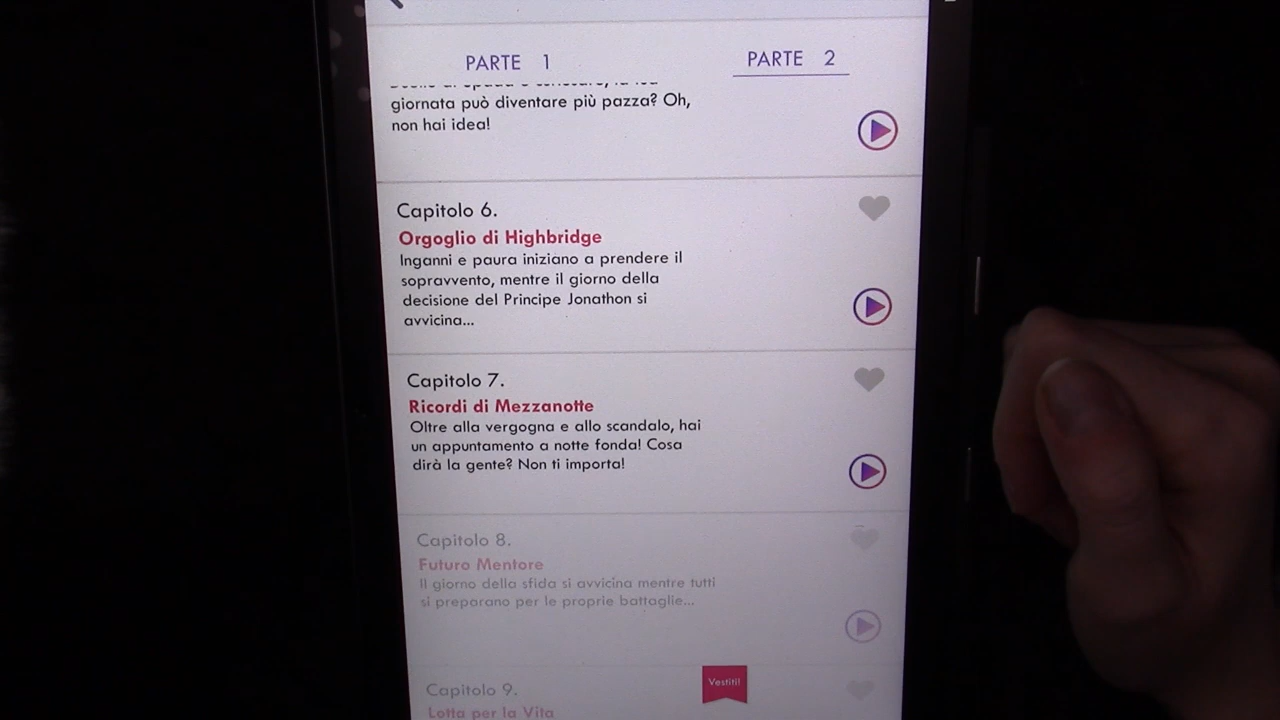 PARTE 1
PARTE 2
giornata può diventare più pazza? Oh,
non hai idea!
Capitolo 6.
Orgoglio di Highbridge
Inganni e paura iniziano a prendere il
sopravvento, mentre il giorno della
decisione del Principe Jonathon si
avvicina...
Capitolo 7.
Ricordi di Mezzanotte
Oltre alla vergogna e allo scandalo, hai
un appuntamento a notte fonda! Cosa
dirà la gente? Non ti importa!
Capitolo 8.
Futuro Mentore
Il giorno della sfida si avvicina mentre tutti
si preparano per le proprie battaglie...
Vestiti!
Capitolo 9.
Lotta per la Vita